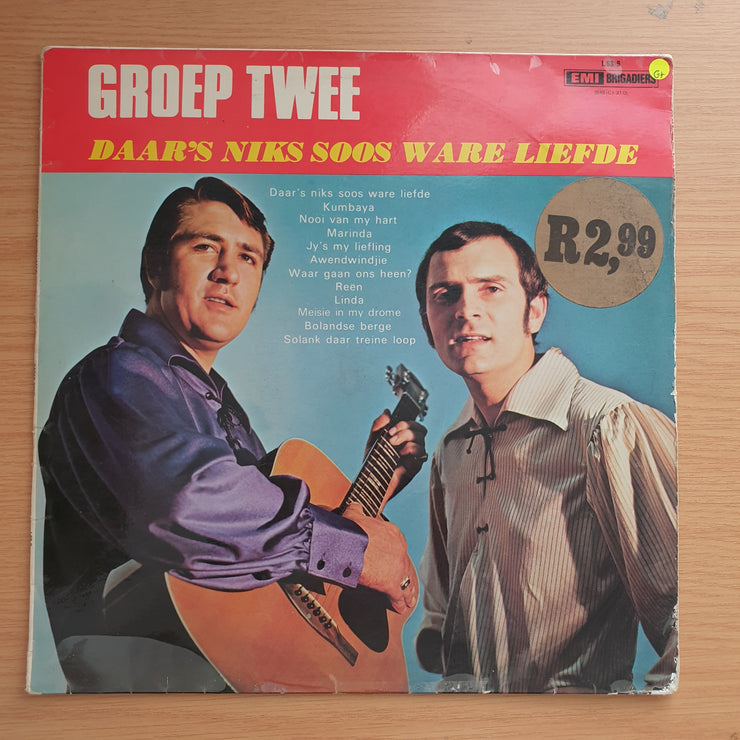 GROEP TWEE
EMI BRIGADIERS
G+
DAAR'S NIKS SOOS WARE LIEFDE
Daar's niks soos ware liefde
Kumbaya
Nooi van my hart
Marinda
Jy's my liefling
Awendwindjie
Waar gaan ons heen?
Reën
Linda
Meisie in my drome
Bolandse berge
Solank daar treine loop
R2,99